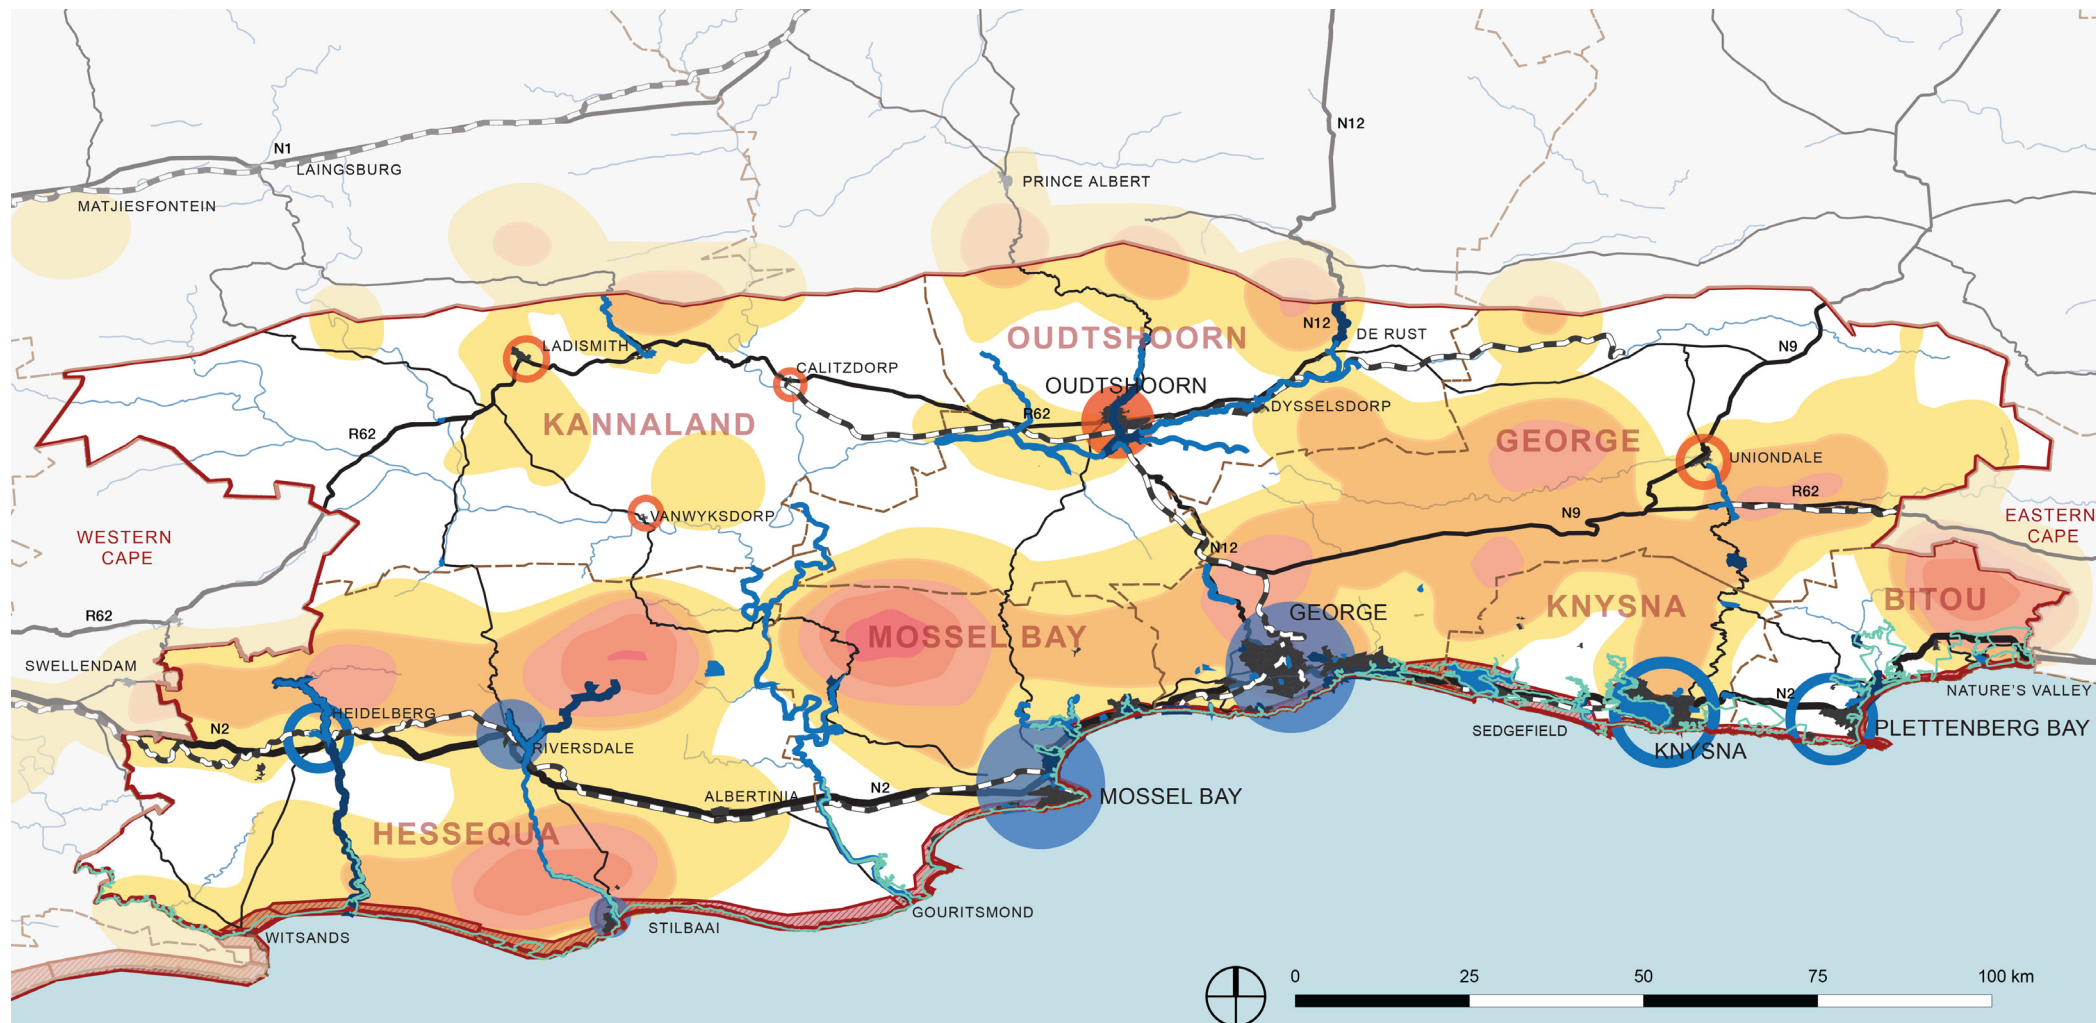 N12
N1
LAINGSBURG
PRINCE ALBERT
MATJIESFONTEIN
N12
DE RUST
OUDTSHOORN
LADISMITH
N9
CALITZDORP
OUDTSHOORN
R62
DYSSELSDORP
KANNALAND
R62
GEORGE
UNIONDALE
R62
VANWYKSDORP
N9
EASTERN
CAPE
WESTERN
CAPE
N12
R62
GEORGE
KNYSNA
BITOU
MOSSEL BAY
SWELLENDAM
NATURE'S VALLEY
N2
HEIDELBERG
N2
SEDGEFIELD
PLETTENBERG BAY
RIVERSDALE
KNYSNA
ALBERTINIA
N2
MOSSEL BAY
HESSEQUA
GOURITSMOND
STILBAAI
WITSANDS
0 25 50 75 100 km